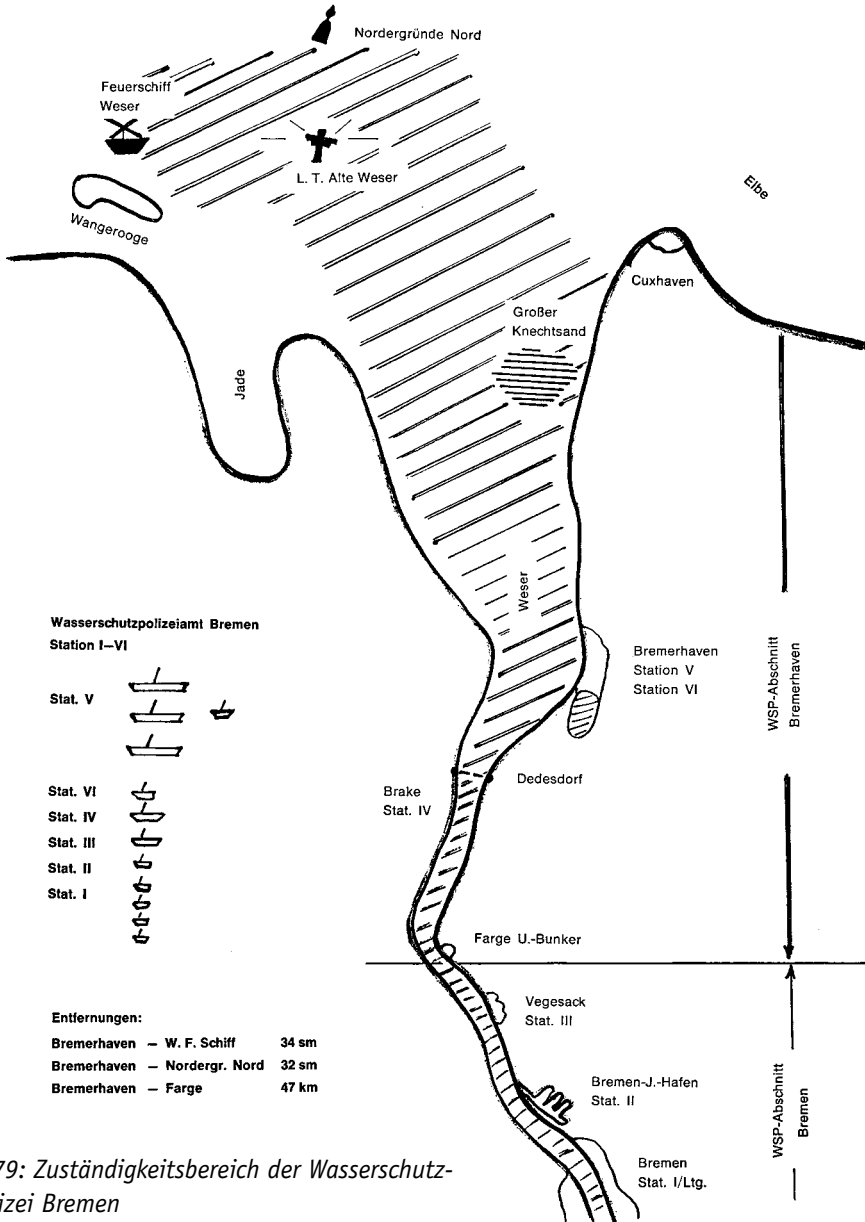 Nordergründe Nord
Feuerschiff
Weser
L. T. Alte Weser
Wangerooge
Elbe
Cuxhaven
Großer
Knechtsand
Jade
Weser
Wasserschutzpolizeiamt Bremen
Station I–VI
Stat. V
Stat. VI
Stat. IV
Stat. III
Stat. II
Stat. I
Bremerhaven
Station V
Station VI
WSP-Abschnitt
Bremerhaven
Dedesdorf
Brake
Stat. IV
Farge U.-Bunker
Vegesack
Stat. III
Bremen-J.-Hafen
Stat. II
Bremen
Stat. I/Ltg.
WSP-Abschnitt
Bremen
Entfernungen:
Bremerhaven – W. F. Schiff 34 sm
Bremerhaven – Nordergr. Nord 32 sm
Bremerhaven – Farge 47 km
79: Zuständigkeitsbereich der Wasserschutz-
izei Bremen